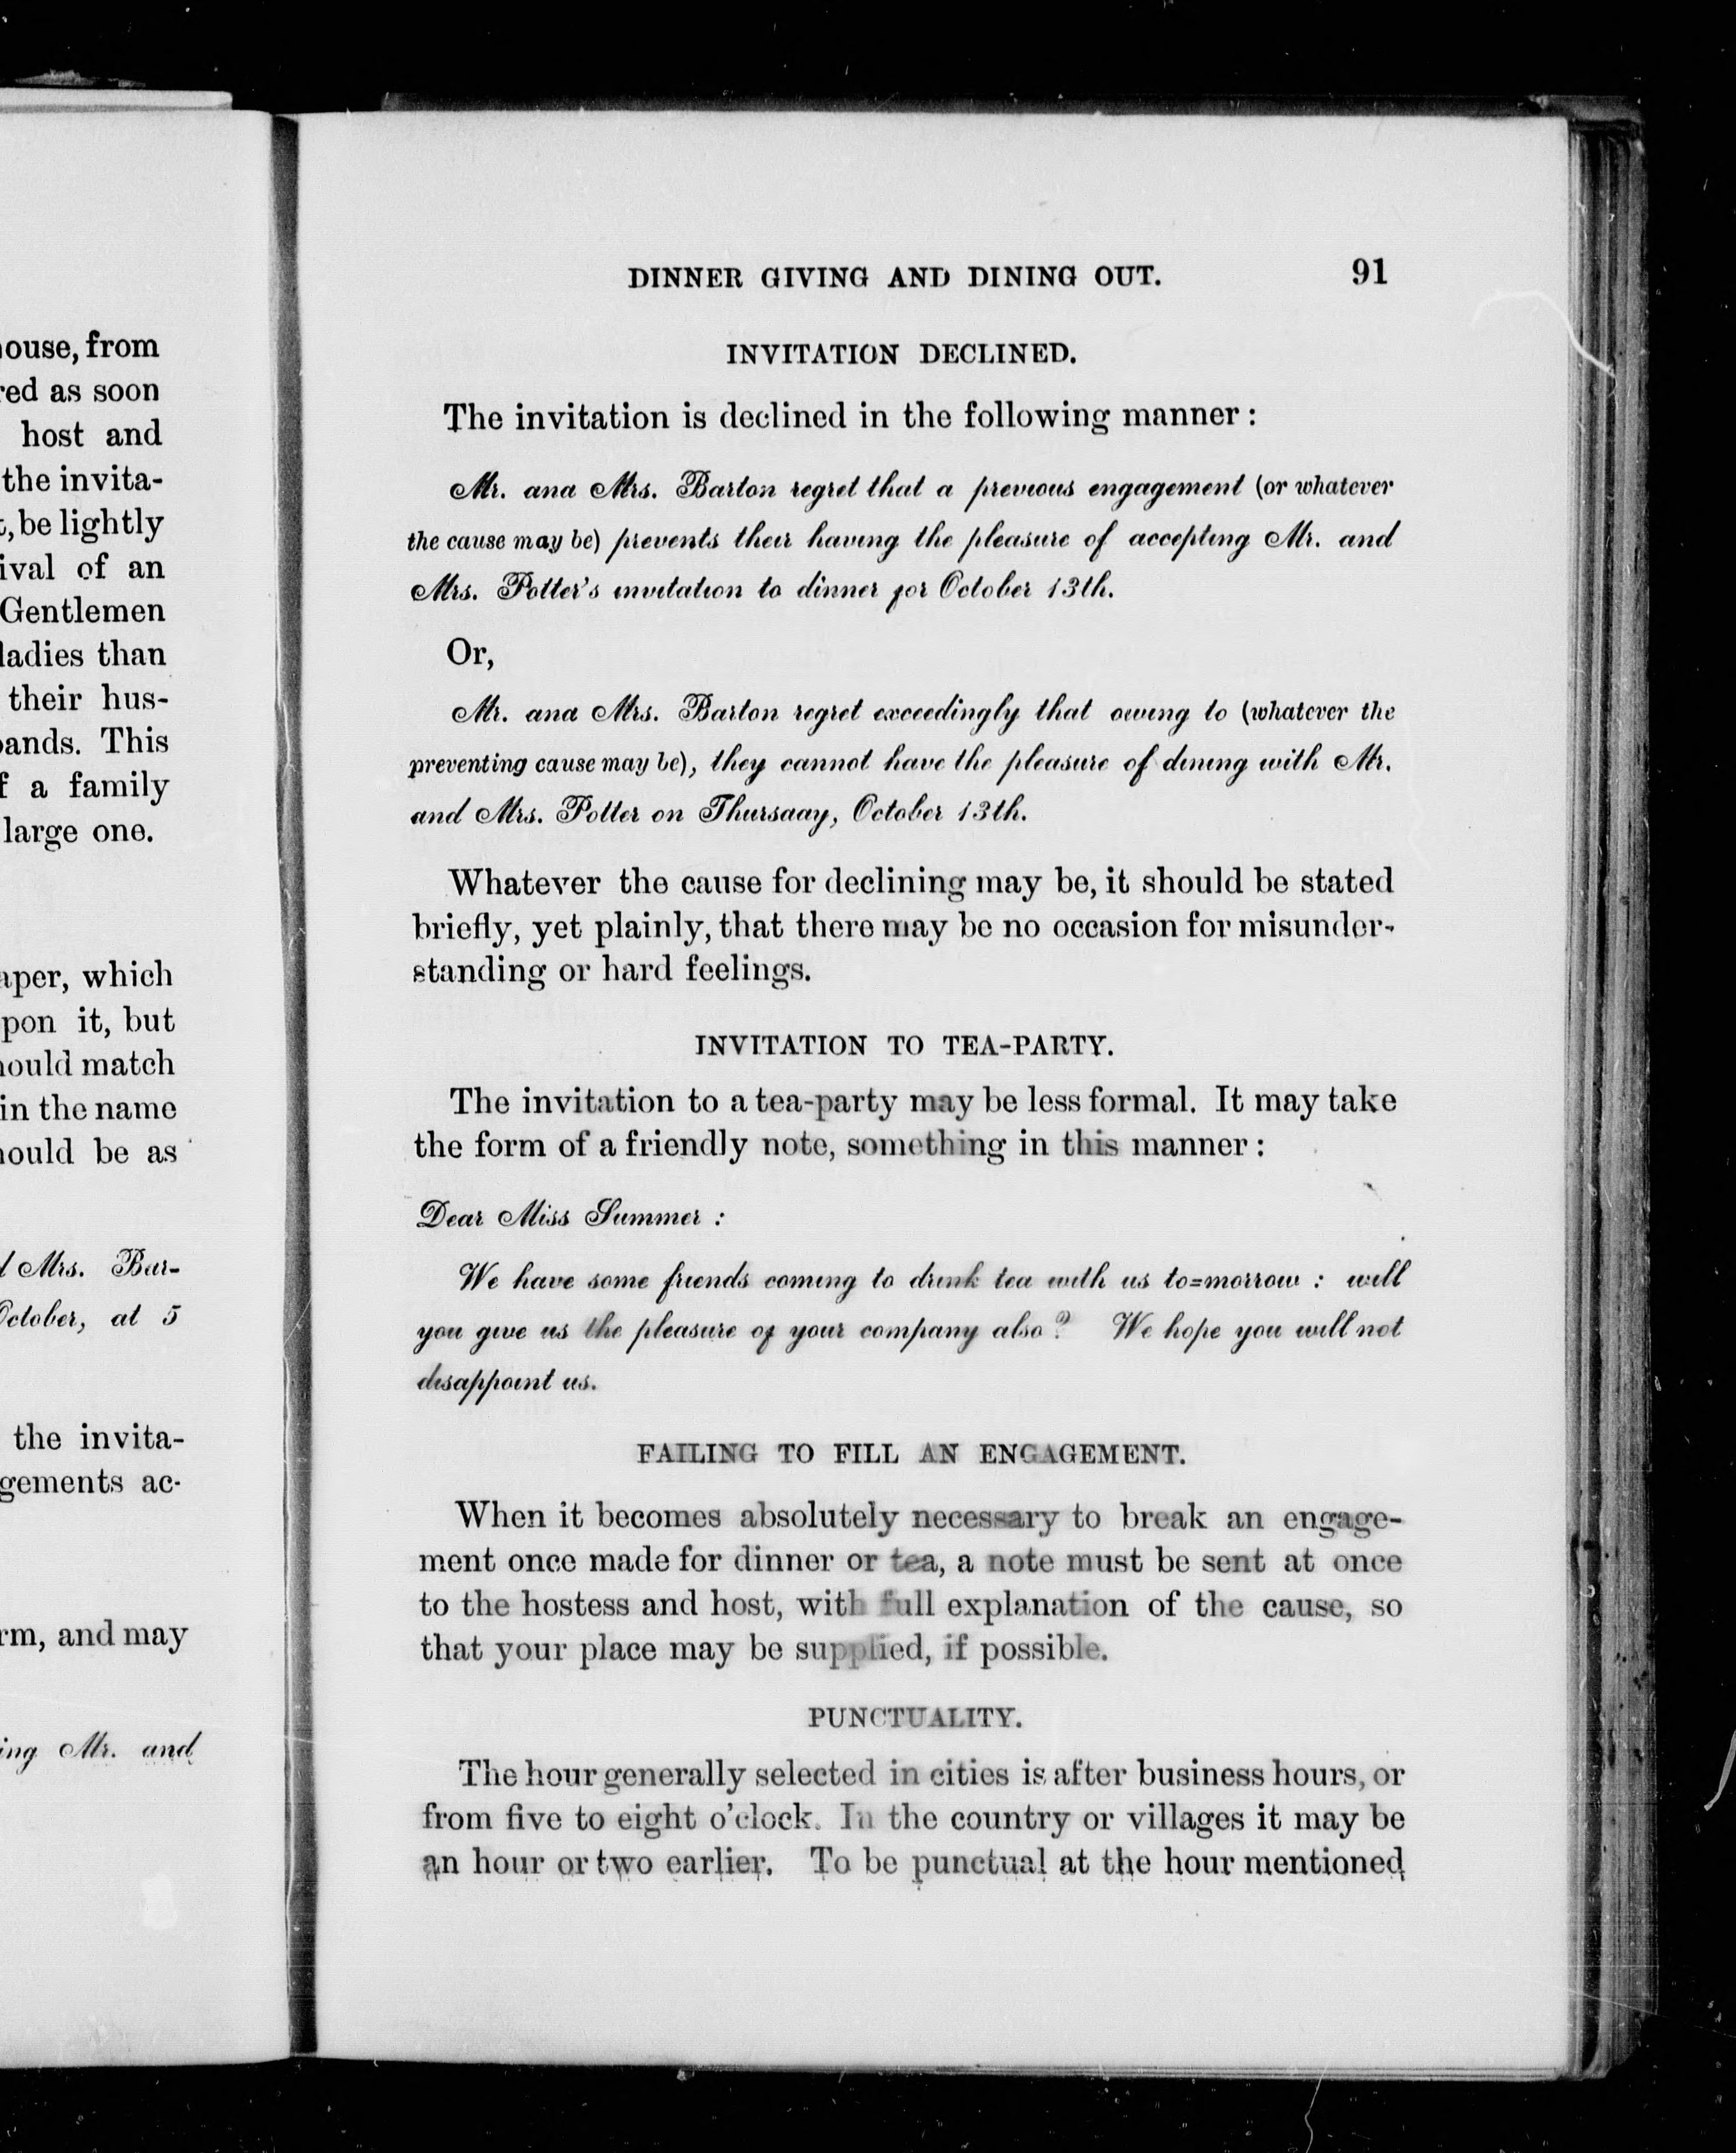 ouse, from
red as soon
host and
the invita-
, be lightly
ival of an
Gentlemen
ladies than
their hus-
bands. This
f a family
large one.
aper, which
pon it, but
hould match
in the name
hould be as
d Mrs. Bar-
October, at 5
the invita-
gements ac-
rm, and may
ing Mr. and
DINNER GIVING AND DINING OUT. 91
INVITATION DECLINED.
The invitation is declined in the following manner:
Mr. and Mrs. Barton regret that a previous engagement (or whatever
the cause may be) prevents their having the pleasure of accepting Mr. and
Mrs. Potter's invitation to dinner for October 13th.
Or,
Mr. and Mrs. Barton regret exceedingly that owing to (whatever the
preventing cause may be), they cannot have the pleasure of dining with Mr.
and Mrs. Potter on Thursday, October 13th.
Whatever the cause for declining may be, it should be stated
briefly, yet plainly, that there may be no occasion for misunder-
standing or hard feelings.
INVITATION TO TEA-PARTY.
The invitation to a tea-party may be less formal. It may take
the form of a friendly note, something in this manner:
Dear Miss Summer:
We have some friends coming to drink tea with us to=morrow: will
you give us the pleasure of your company also? We hope you will not
disappoint us.
FAILING TO FILL AN ENGAGEMENT.
When it becomes absolutely necessary to break an engage-
ment once made for dinner or tea, a note must be sent at once
to the hostess and host, with full explanation of the cause, so
that your place may be supplied, if possible.
PUNCTUALITY.
The hour generally selected in cities is after business hours, or
from five to eight o'clock. In the country or villages it may be
an hour or two earlier. To be punctual at the hour mentioned